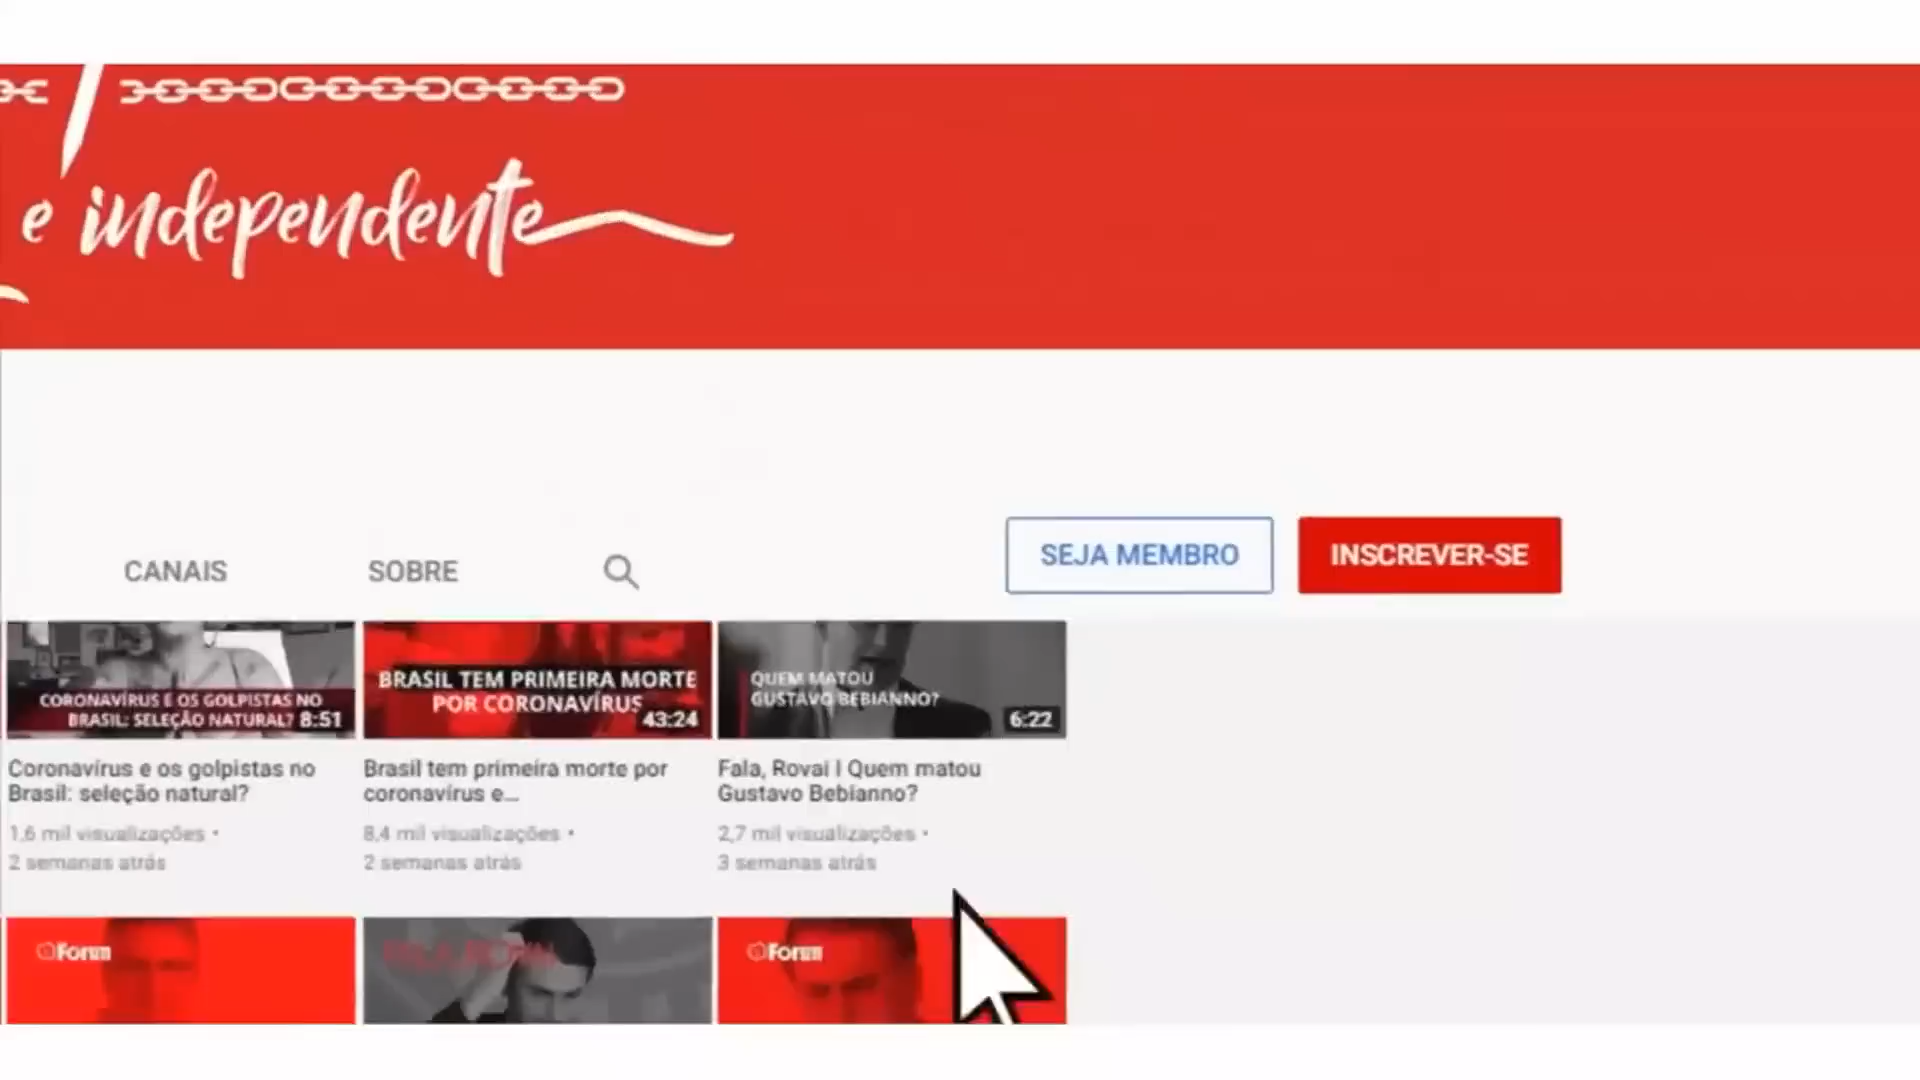 e independente
CANAIS
SOBRE
SEJA MEMBRO
INSCREVER-SE
CORONAVÍRUS E OS GOLPISTAS NO
BRASIL: SELEÇÃO NATURAL?
8:51
BRASIL TEM PRIMEIRA MORTE
POR CORONAVÍRUS
43:24
QUEM MATOU
GUSTAVO BEBIANNO?
6:22
Coronavírus e os golpistas no
Brasil: seleção natural?
1,6 mil visualizações •
2 semanas atrás
Brasil tem primeira morte por
coronavírus e...
8,4 mil visualizações •
2 semanas atrás
Fala, Rovai | Quem matou
Gustavo Bebianno?
2,7 mil visualizações •
3 semanas atrás
Forum
Forum